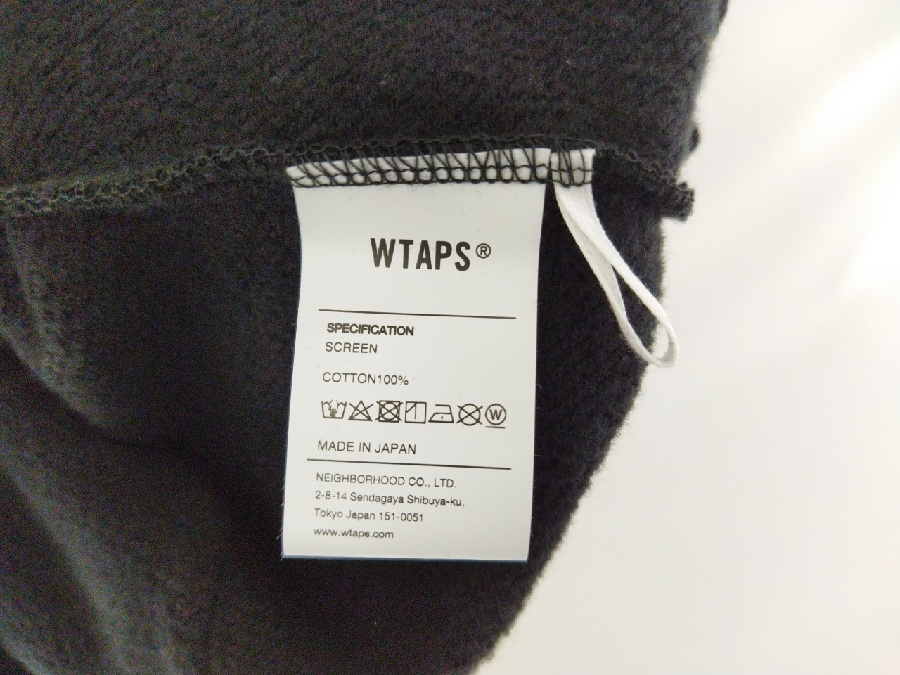 WTAPS®
SPECIFICATION
SCREEN
COTTON100%
W
MADE IN JAPAN
NEIGHBORHOOD CO., LTD.
2-8-14 Sendagaya Shibuya-ku,
Tokyo Japan 151-0051
www.wtaps.com